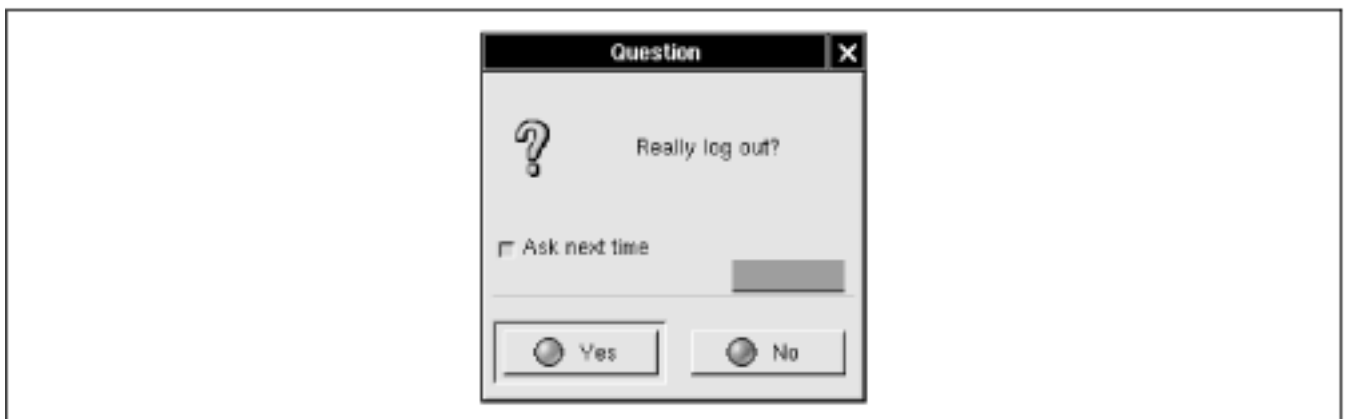 Question
Really log out?
Ask next time
Yes
No